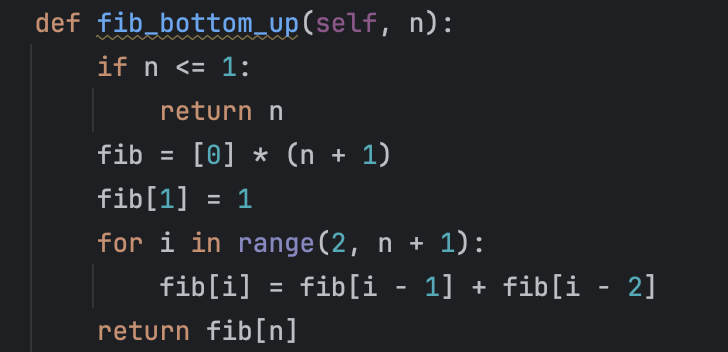 def fib_bottom_up(self, n):
    if n <= 1:
        return n
    fib = [0] * (n + 1)
    fib[1] = 1
    for i in range(2, n + 1):
        fib[i] = fib[i - 1] + fib[i - 2]
    return fib[n]